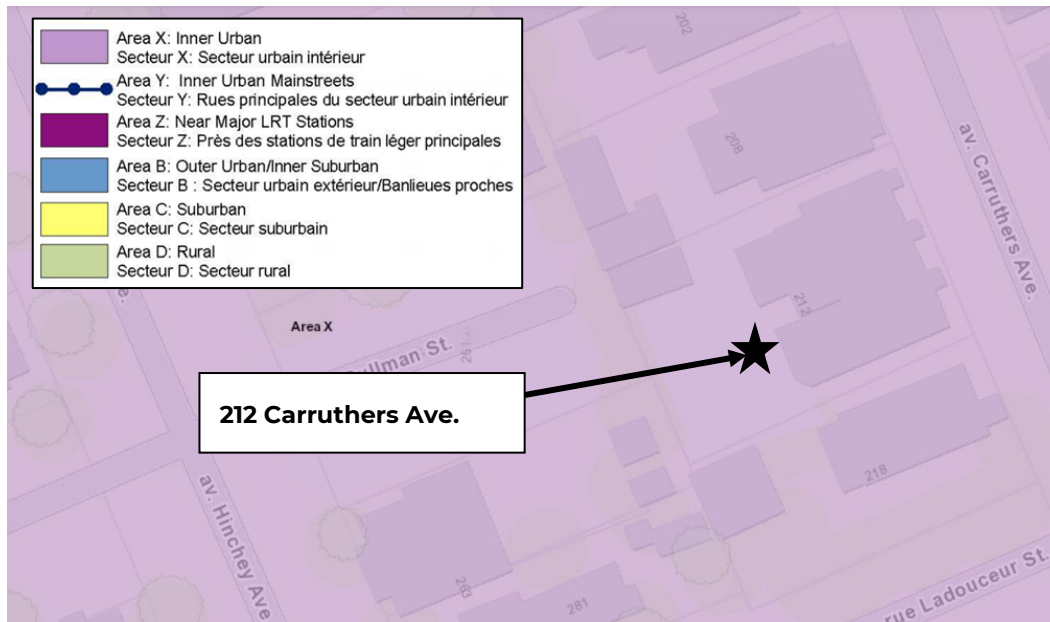 Area X: Inner Urban
Secteur X: Secteur urbain intérieur
Area Y:  Inner Urban Mainstreets
Secteur Y: Rues principales du secteur urbain intérieur
Area Z: Near Major LRT Stations
Secteur Z: Près des stations de train léger principales
Area B: Outer Urban/Inner Suburban
Secteur B : Secteur urbain extérieur/Banlieues proches
Area C: Suburban
Secteur C: Secteur suburbain
Area D: Rural
Secteur D: Secteur rural
202
208
av. Carruthers Ave.
212
Area X
212 Carruthers Ave.
218
av. Hinchey Ave
263
281
rue Ladouceur St.